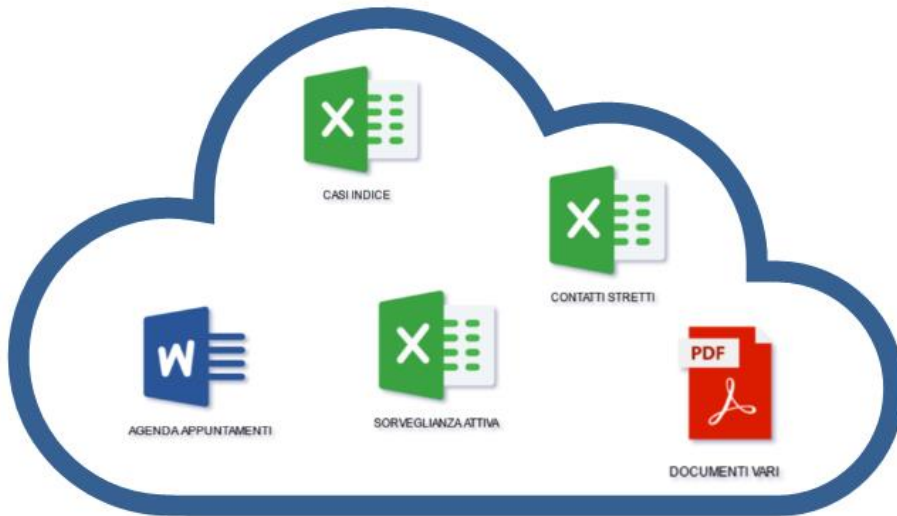 X
CASI INDICE
X
CONTATTI STRETTI
W
AGENDA APPUNTAMENTI
X
SORVEGLIANZA ATTIVA
PDF
DOCUMENTI VARI